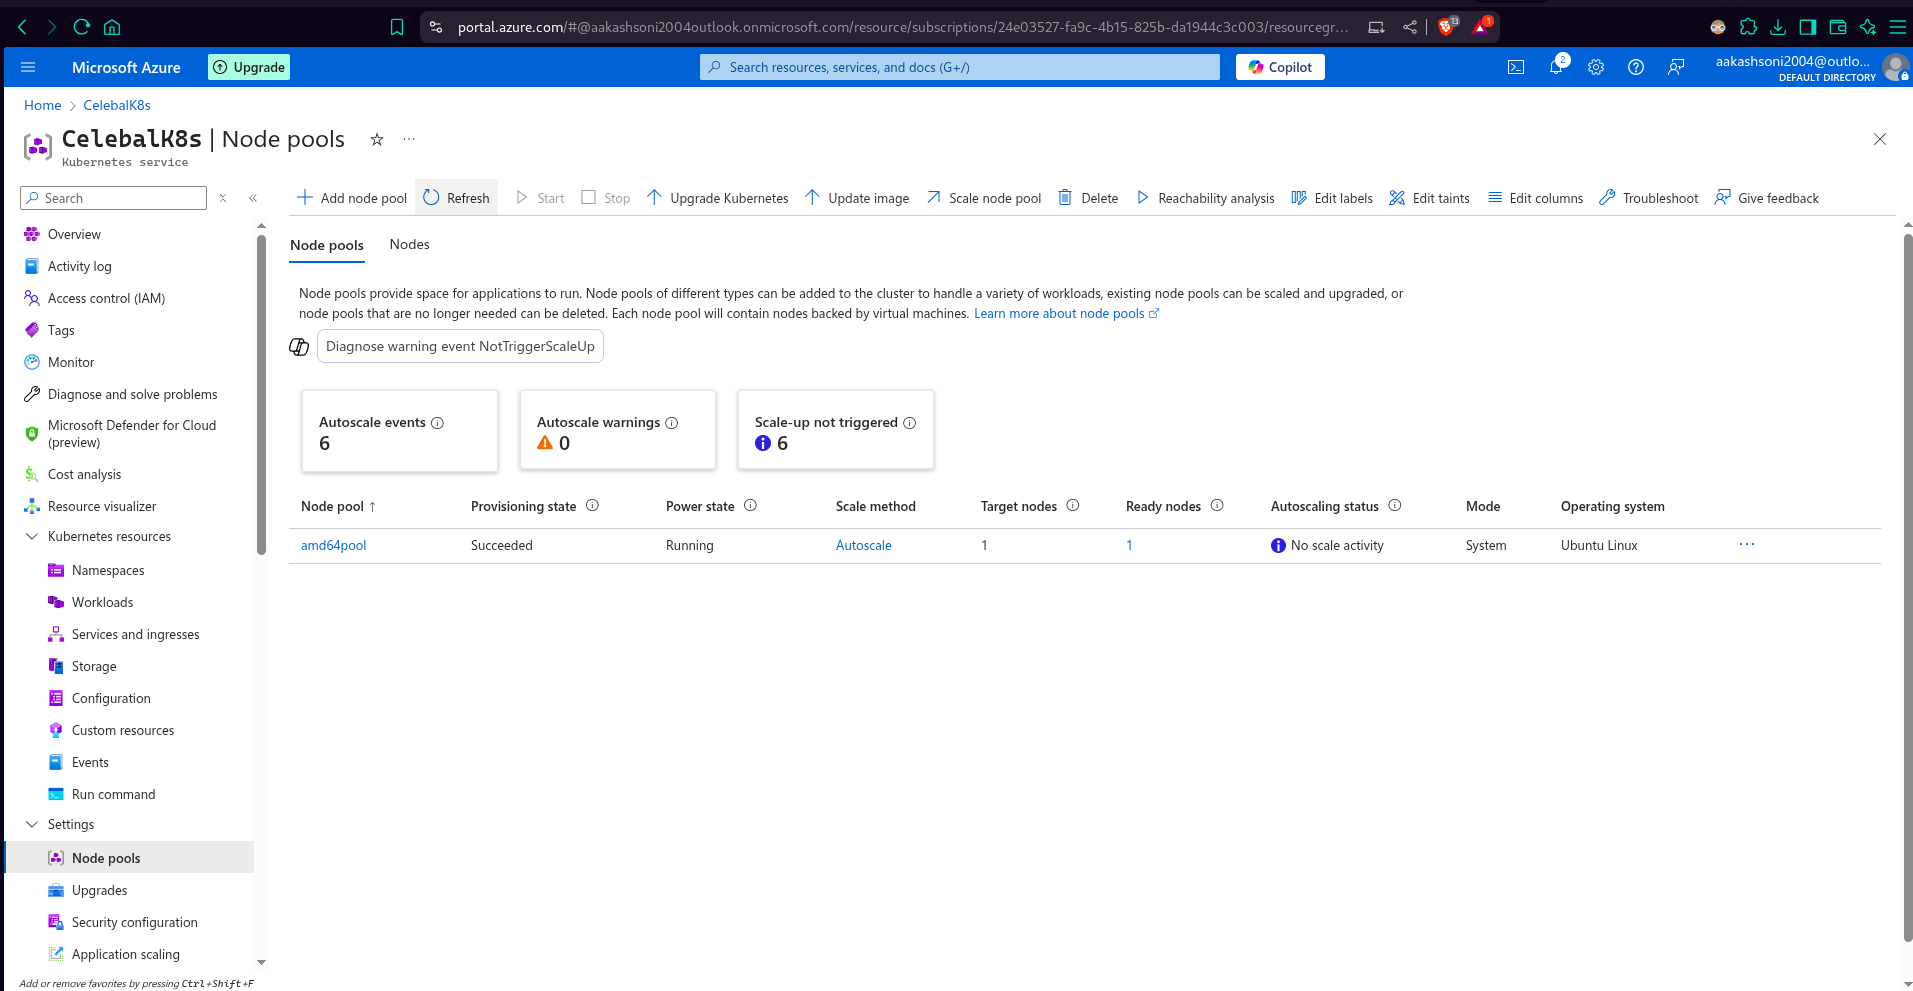 portal.azure.com/#@aakashsoni2004outlook.onmicrosoft.com/resource/subscriptions/24e03527-fa9c-4b15-825b-da1944c3c003/resourcegr...
13
1
Microsoft Azure
Upgrade
Search resources, services, and docs (G+/)
Copilot
2
aakashsoni2004@outlo...
DEFAULT DIRECTORY
Home > CelebalK8s
CelebalK8s | Node pools
Kubernetes service
Search
Add node pool
Refresh
Start
Stop
Upgrade Kubernetes
Update image
Scale node pool
Delete
Reachability analysis
Edit labels
Edit taints
Edit columns
Troubleshoot
Give feedback
Overview
Activity log
Access control (IAM)
Tags
Monitor
Diagnose and solve problems
Microsoft Defender for Cloud
(preview)
Cost analysis
Resource visualizer
Kubernetes resources
Namespaces
Workloads
Services and ingresses
Storage
Configuration
Custom resources
Events
Run command
Settings
Node pools
Upgrades
Security configuration
Application scaling
Add or remove favorites by pressing Ctrl+Shift+F
Node pools
Nodes
Node pools provide space for applications to run. Node pools of different types can be added to the cluster to handle a variety of workloads, existing node pools can be scaled and upgraded, or
node pools that are no longer needed can be deleted. Each node pool will contain nodes backed by virtual machines. Learn more about node pools
Diagnose warning event NotTriggerScaleUp
Autoscale events
6
Autoscale warnings
0
Scale-up not triggered
6
Node pool ↑ Provisioning state Power state Scale method Target nodes Ready nodes Autoscaling status Mode Operating system
amd64pool Succeeded Running Autoscale 1 1 No scale activity System Ubuntu Linux ...